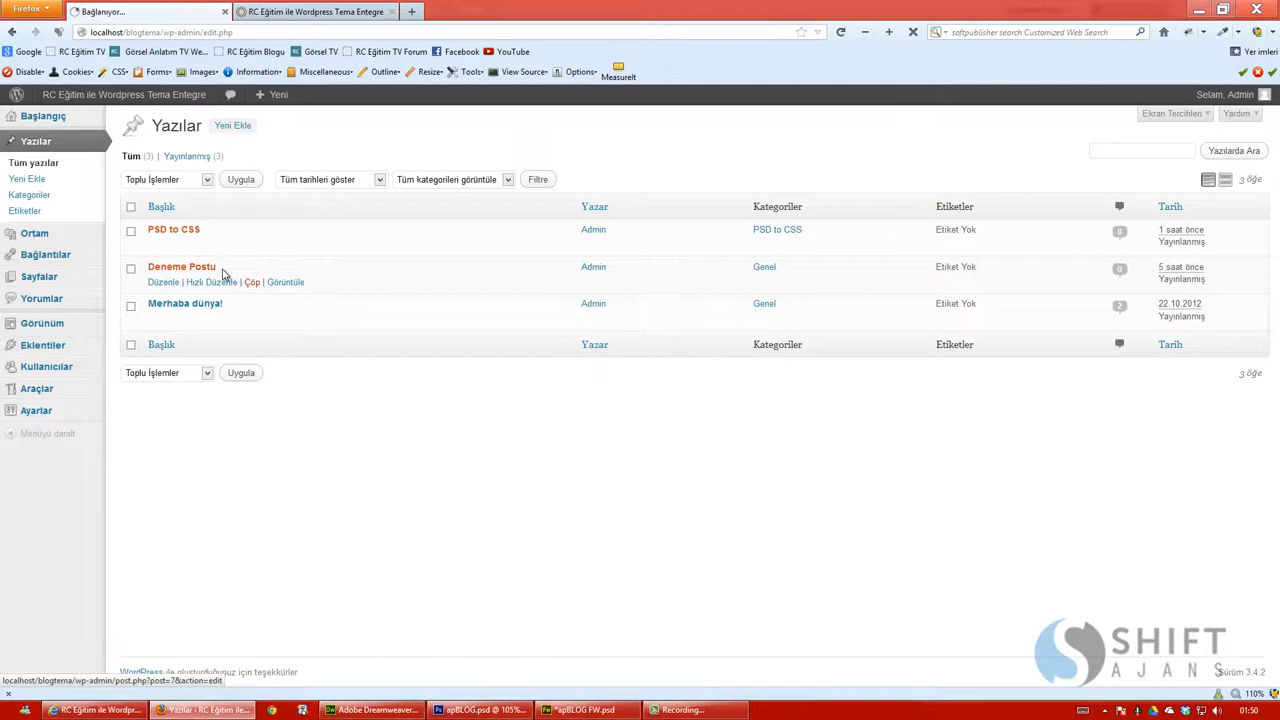 Firefox
Bağlanıyor...
RC Eğitim ile Wordpress Tema Entegre
localhost/blogtema/wp-admin/edit.php
softpublisher search Customized Web Search
Google RC Eğitim TV Görsel Anlatım TV We... RC Eğitim Blogu Görsel TV RC Eğitim TV Forum Facebook YouTube Yer imleri
Disable Cookies CSS Forms Images Information Miscellaneous Outline Resize Tools View Source Options MeasureIt
RC Eğitim ile Wordpress Tema Entegre Yeni Selam, Admin
Başlangıç
Yazılar
Tüm yazılar
Yeni Ekle
Kategoriler
Etiketler
Ortam
Bağlantılar
Sayfalar
Yorumlar
Görünüm
Eklentiler
Kullanıcılar
Araçlar
Ayarlar
Menüyü daralt
Ekran Tercihleri Yardım
Yazılar Yeni Ekle
Tüm (3) | Yayınlanmış (3)
Yazılarda Ara
Toplu İşlemler Uygula Tüm tarihleri göster Tüm kategorileri görüntüle Filtre 3 öğe
Başlık Yazar Kategoriler Etiketler Tarih
PSD to CSS Admin PSD to CSS Etiket Yok 0 1 saat önce
Yayınlanmış
Deneme Postu Admin Genel Etiket Yok 0 5 saat önce
Düzenle | Hızlı Düzenle | Çöp | Görüntüle Yayınlanmış
Merhaba dünya! Admin Genel Etiket Yok 2 22.10.2012
Yayınlanmış
Başlık Yazar Kategoriler Etiketler Tarih
Toplu İşlemler Uygula 3 öğe
SHIFT
AJANS
WordPress ile oluşturduğunuz için teşekkürler Sürüm 3.4.2
localhost/blogtema/wp-admin/post.php?post=7&action=edit
110%
RC Eğitim ile Wordpr... Yazılar ‹ RC Eğitim ile... Adobe Dreamweaver... apBLOG.psd @ 105%... *apBLOG FW.psd Recording... 01:50